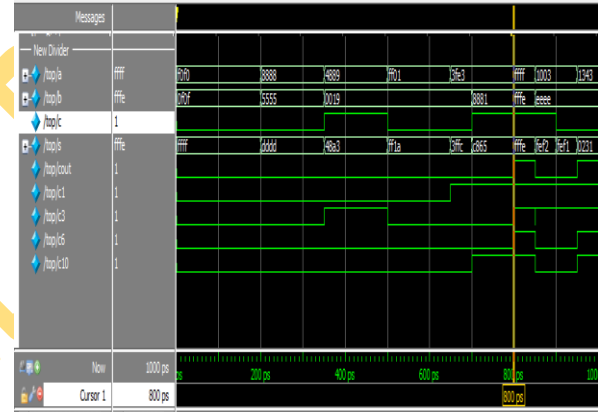 Messages
New Divider
/top/a ffff f0f0 8888 4889 ff01 3fe3 ffff 1003 1343
/top/b fffe 0f0f 5555 0019 8881 fffe eeee
/top/c 1
/top/s fffe ffff dddd 48a3 ff1a 3ffc c865 fffe fef2 fef1 0231
/top/cout 1
/top/c1 1
/top/c3 1
/top/c6 1
/top/c10 1
Now 1000 ps ps 200 ps 400 ps 600 ps 800 ps 100
Cursor 1 800 ps 800 ps